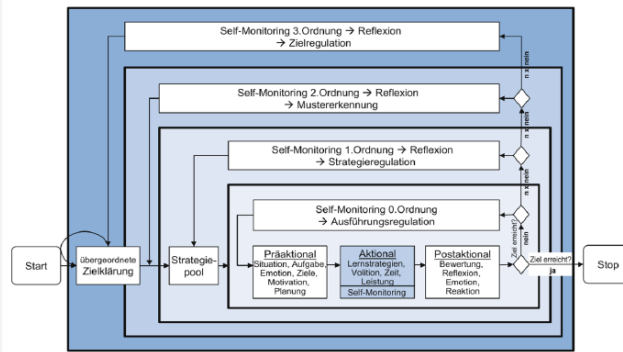 Self-Monitoring 3.Ordnung → Reflexion
→ Zielregulation
Self-Monitoring 2.Ordnung → Reflexion
→ Mustererkennung
Self-Monitoring 1.Ordnung → Reflexion
→ Strategieregulation
Self-Monitoring 0.Ordnung
→ Ausführungsregulation
n x nein
n x nein
n x nein
nein
Ziel erreicht?
Start
übergeordnete
Zielklärung
Strategie-
pool
Präaktional
Situation, Aufgabe,
Emotion, Ziele,
Motivation,
Planung
Aktional
Lernstrategien,
Volition, Zeit,
Leistung
Self-Monitoring
Postaktional
Bewertung,
Reflexion,
Emotion,
Reaktion
Ziel erreicht?
ja
Stop